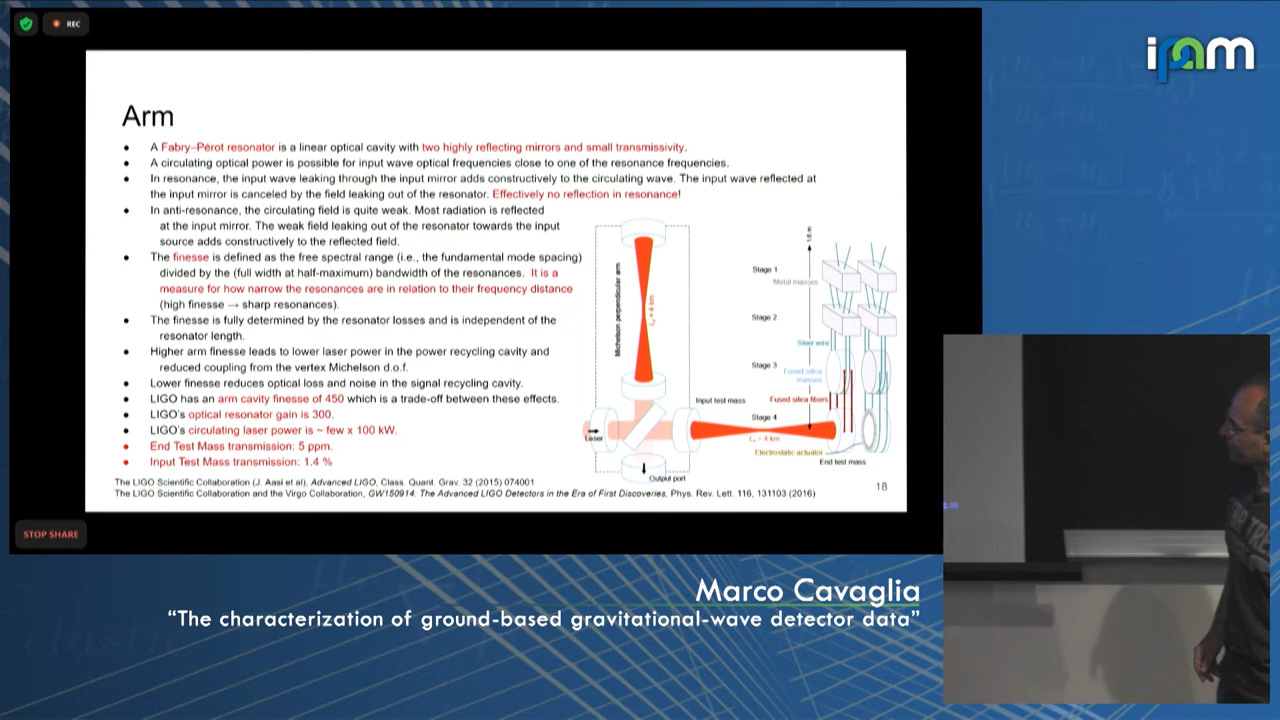 REC
ipam
Arm
• A Fabry–Pérot resonator is a linear optical cavity with two highly reflecting mirrors and small transmissivity.
• A circulating optical power is possible for input wave optical frequencies close to one of the resonance frequencies.
• In resonance, the input wave leaking through the input mirror adds constructively to the circulating wave. The input wave reflected at
the input mirror is canceled by the field leaking out of the resonator. Effectively no reflection in resonance!
• In anti-resonance, the circulating field is quite weak. Most radiation is reflected
at the input mirror. The weak field leaking out of the resonator towards the input
source adds constructively to the reflected field.
• The finesse is defined as the free spectral range (i.e., the fundamental mode spacing)
divided by the (full width at half-maximum) bandwidth of the resonances. It is a
measure for how narrow the resonances are in relation to their frequency distance
(high finesse → sharp resonances).
• The finesse is fully determined by the resonator losses and is independent of the
resonator length.
• Higher arm finesse leads to lower laser power in the power recycling cavity and
reduced coupling from the vertex Michelson d.o.f.
• Lower finesse reduces optical loss and noise in the signal recycling cavity.
• LIGO has an arm cavity finesse of 450 which is a trade-off between these effects.
• LIGO's optical resonator gain is 300.
• LIGO's circulating laser power is ~ few x 100 kW.
• End Test Mass transmission: 5 ppm.
• Input Test Mass transmission: 1.4 %
Michelson perpendicular arm
Laser
Output port
Input test mass
Stage 1
Metal masses
Stage 2
Steel wire
Stage 3
Fused silica
masses
Fused silica fibers
Stage 4
Electrostatic actuator
End test mass
The LIGO Scientific Collaboration (J. Aasi et al), Advanced LIGO, Class. Quant. Grav. 32 (2015) 074001
The LIGO Scientific Collaboration and the Virgo Collaboration, GW150914: The Advanced LIGO Detectors in the Era of First Discoveries, Phys. Rev. Lett. 116, 131103 (2016)
18
STOP SHARE
Marco Cavaglia
“The characterization of ground-based gravitational-wave detector data”